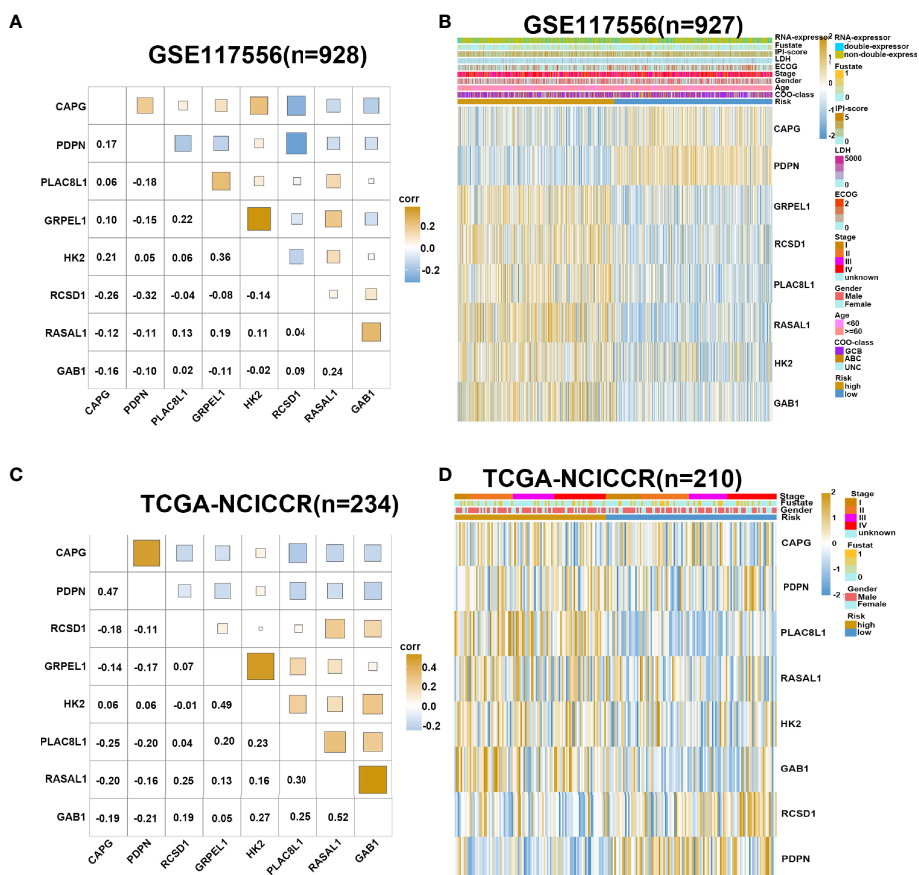 A
GSE117556(n=928)
CAPG
PDPN 0.17
PLAC8L1 0.06 -0.18
GRPEL1 0.10 -0.15 0.22
HK2 0.21 0.05 0.06 0.36
RCSD1 -0.26 -0.32 -0.04 -0.08 -0.14
RASAL1 -0.12 -0.11 0.13 0.19 0.11 0.04
GAB1 -0.16 -0.10 0.02 -0.11 -0.02 0.09 0.24
CAPG PDPN PLAC8L1 GRPEL1 HK2 RCSD1 RASAL1 GAB1
corr
0.2
0.0
-0.2
B
GSE117556(n=927)
RNA-expressor
Fustate
IPI-score
LDH
ECOG
Stage
Gender
Age
COO-class
Risk
CAPG
PDPN
GRPEL1
RCSD1
PLAC8L1
RASAL1
HK2
GAB1
2
1
0
-1
-2
RNA-expressor
double-expressor
non-double-expressor
Fustate
1
0
IPI-score
5
0
LDH
5000
0
ECOG
2
0
Stage
I
II
III
IV
unknown
Gender
Male
Female
Age
<60
>=60
COO-class
GCB
ABC
UNC
Risk
high
low
C
TCGA-NCICCR(n=234)
CAPG
PDPN 0.47
RCSD1 -0.18 -0.11
GRPEL1 -0.14 -0.17 0.07
HK2 0.06 0.06 -0.01 0.49
PLAC8L1 -0.25 -0.20 0.04 0.20 0.23
RASAL1 -0.20 -0.16 0.25 0.13 0.16 0.30
GAB1 -0.19 -0.21 0.19 0.05 0.27 0.25 0.52
CAPG PDPN RCSD1 GRPEL1 HK2 PLAC8L1 RASAL1 GAB1
corr
0.4
0.2
0.0
-0.2
D
TCGA-NCICCR(n=210)
Stage
Fustate
Gender
Risk
CAPG
PDPN
PLAC8L1
RASAL1
HK2
GAB1
RCSD1
PDPN
2
1
0
-1
-2
Stage
I
II
III
IV
unknown
Fustat
1
0
Gender
Male
Female
Risk
high
low